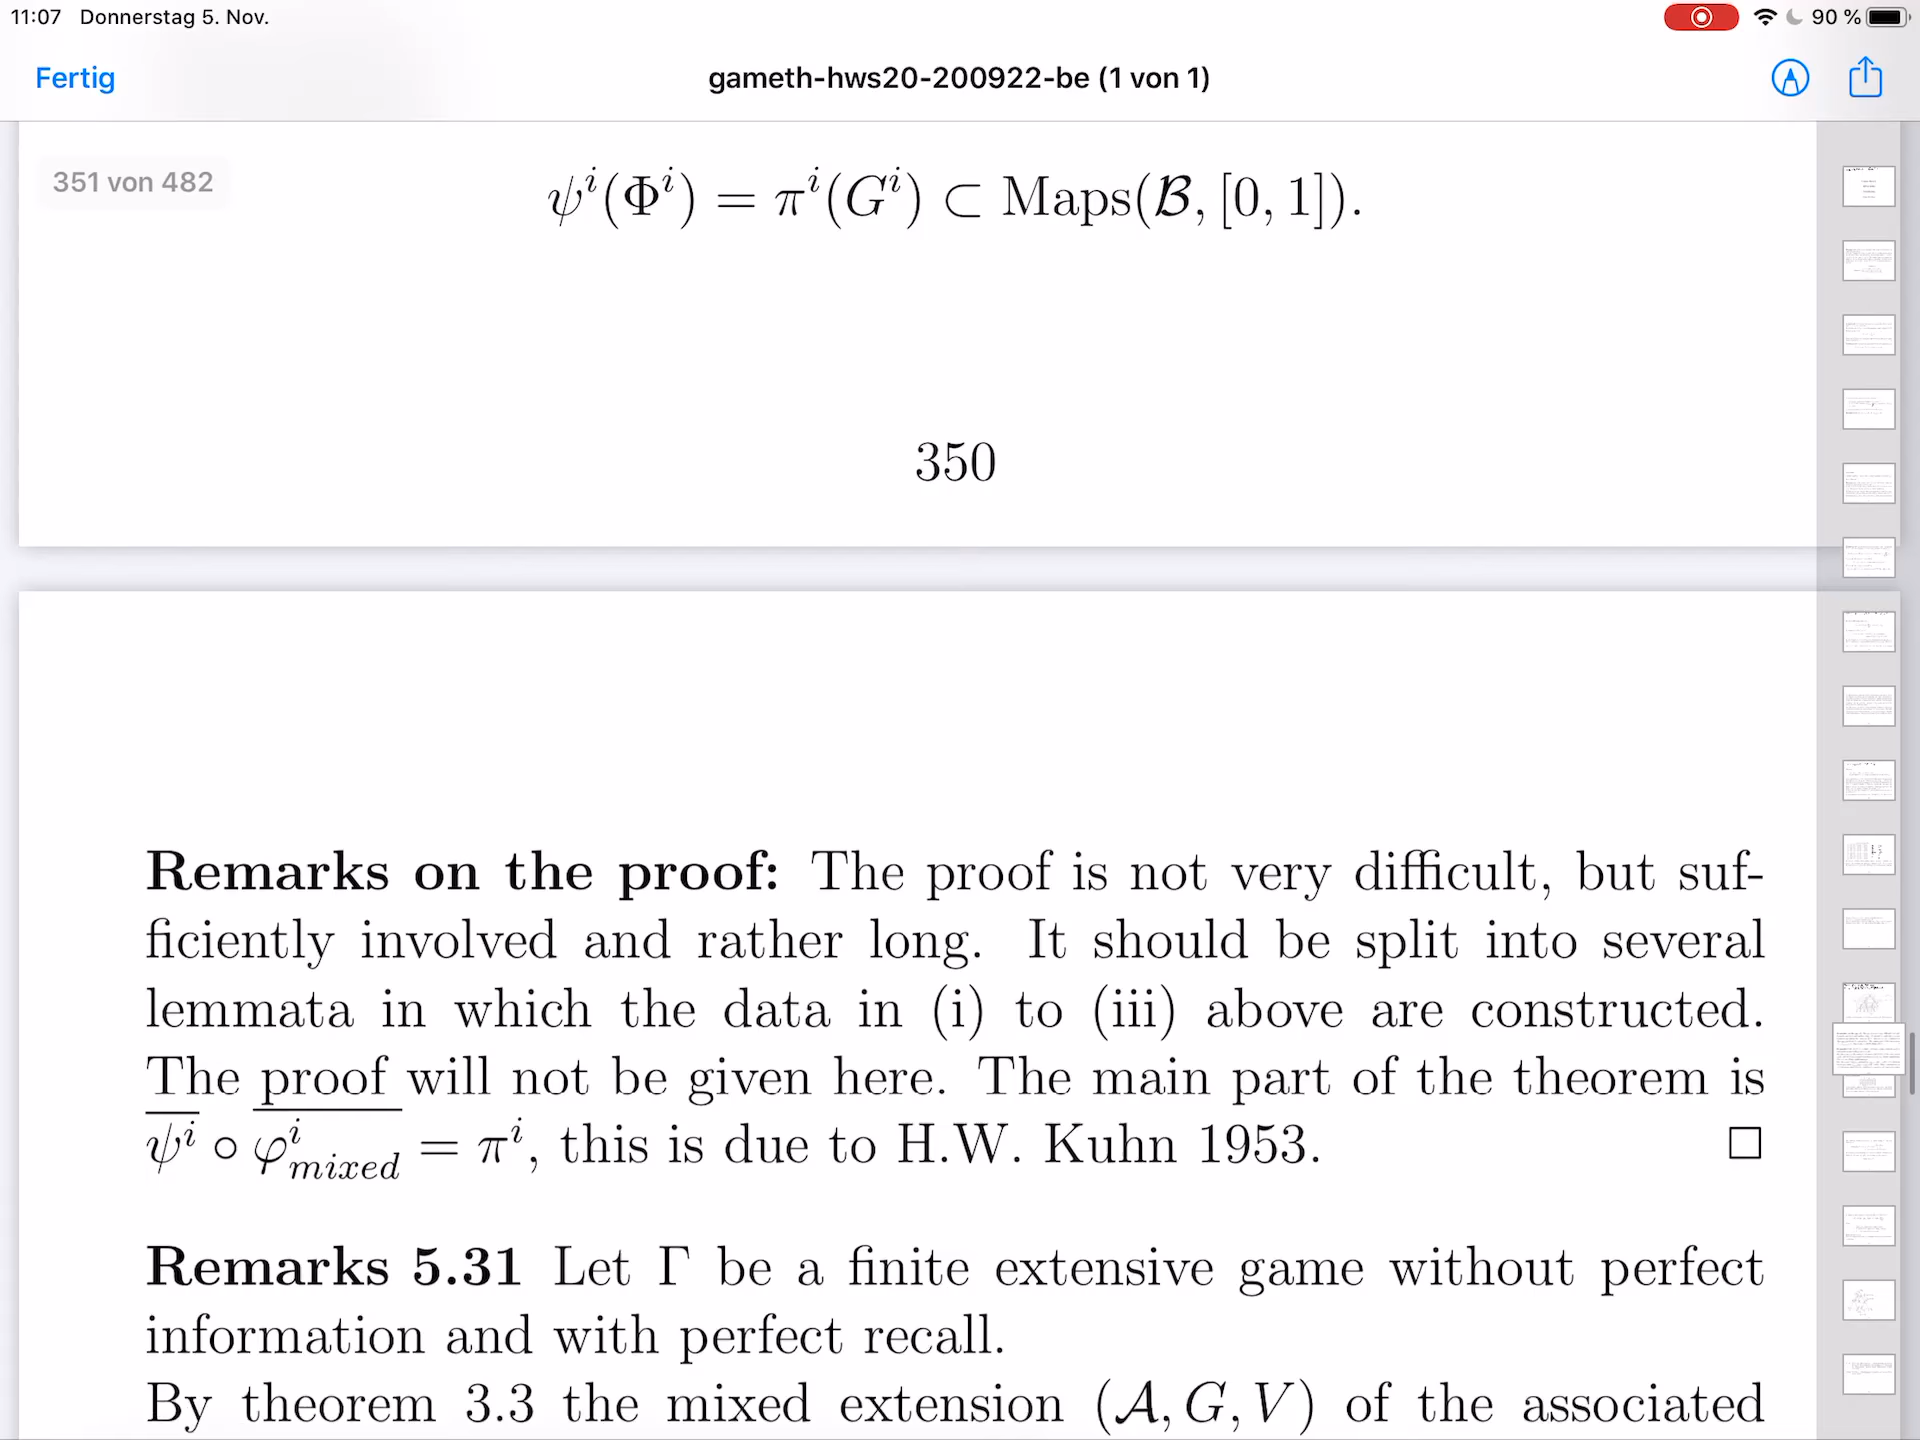 11:07 Donnerstag 5. Nov. 90 %
Fertig gameth-hws20-200922-be (1 von 1)
351 von 482
ψ^i(Φ^i) = π^i(G^i) ⊂ Maps(ℬ, [0, 1]).
350
Remarks on the proof: The proof is not very difficult, but suf-
ficiently involved and rather long. It should be split into several
lemmata in which the data in (i) to (iii) above are constructed.
The proof will not be given here. The main part of the theorem is
ψ^i ∘ φ^i_mixed = π^i, this is due to H.W. Kuhn 1953. □
Remarks 5.31 Let Γ be a finite extensive game without perfect
information and with perfect recall.
By theorem 3.3 the mixed extension (𝒜, G, V) of the associated